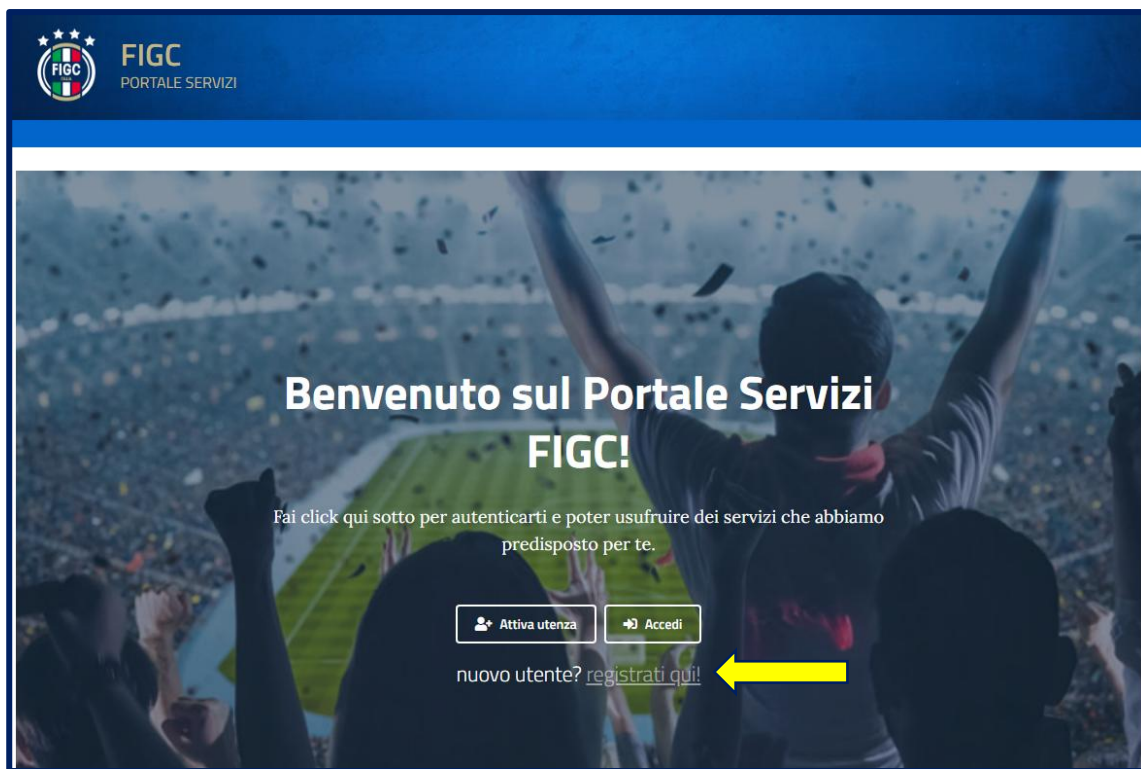 FIGC
FIGC
PORTALE SERVIZI
Benvenuto sul Portale Servizi
FIGC!
Fai click qui sotto per autenticarti e poter usufruire dei servizi che abbiamo
predisposto per te.
Attiva utenza
Accedi
nuovo utente? registrati qui!